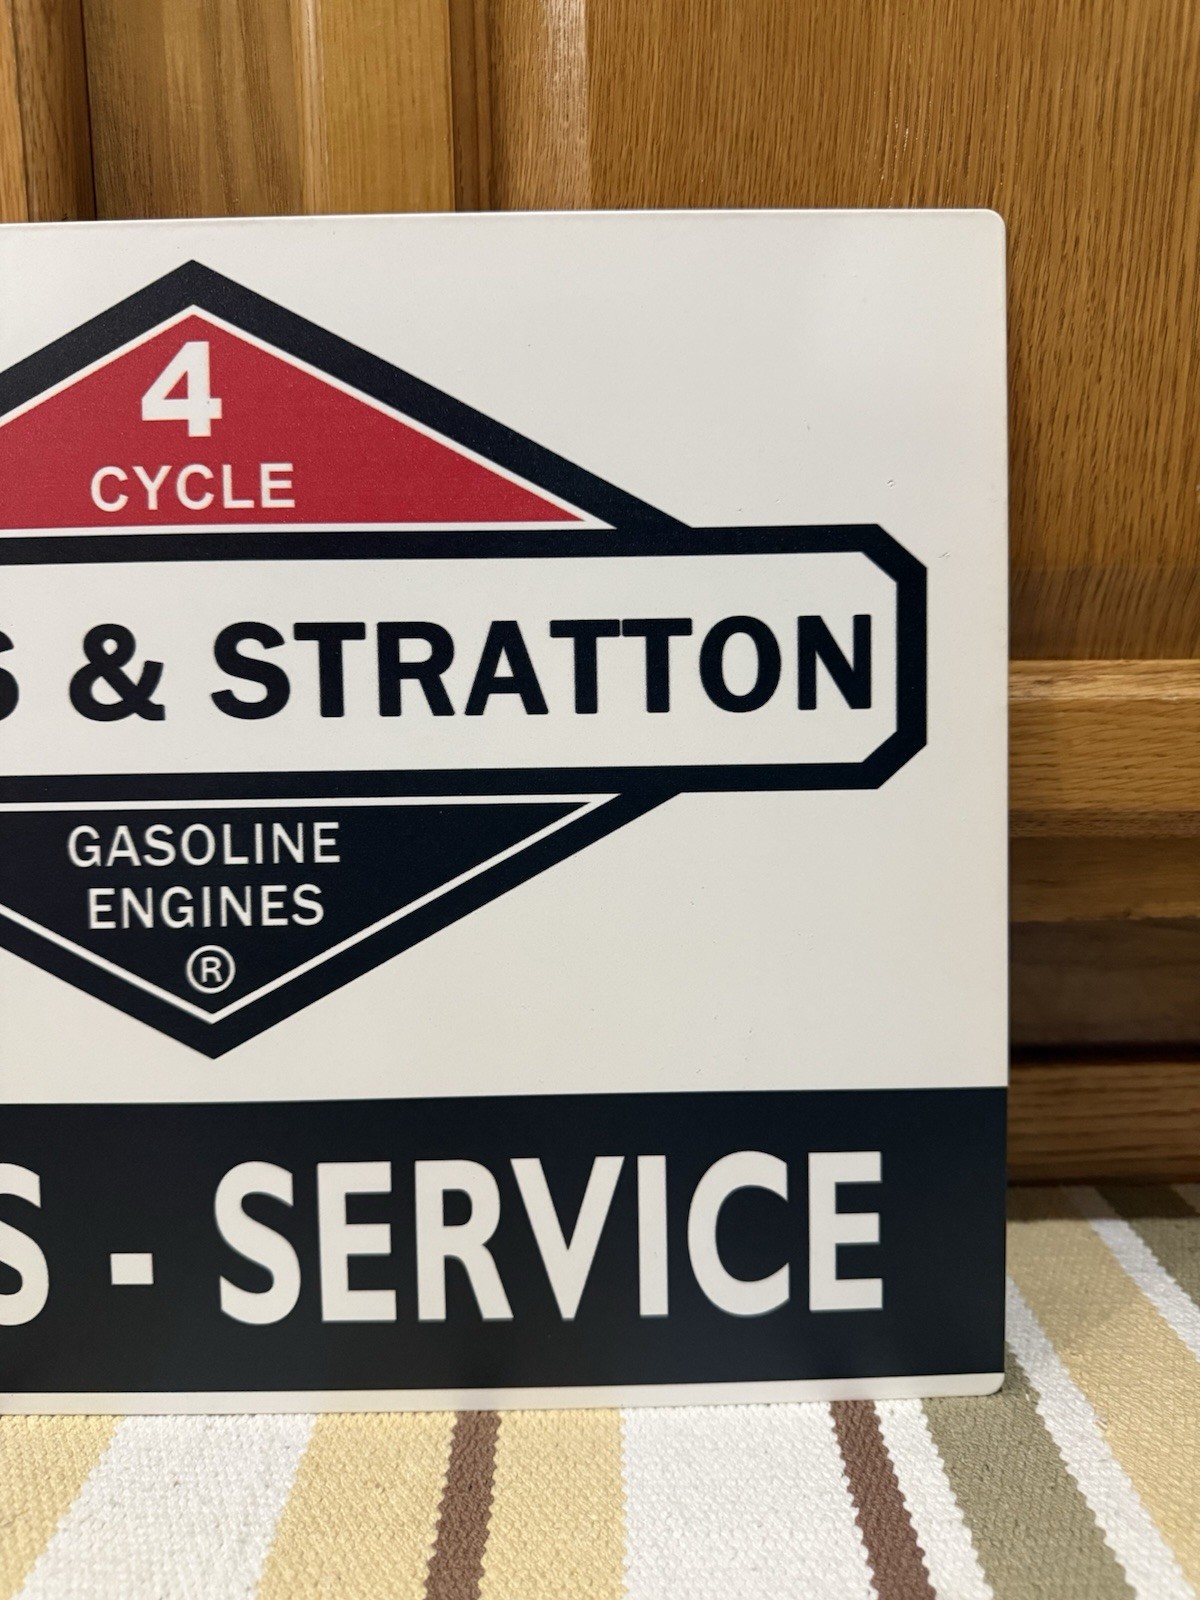 4
CYCLE
S & STRATTON
GASOLINE
ENGINES
®
S - SERVICE